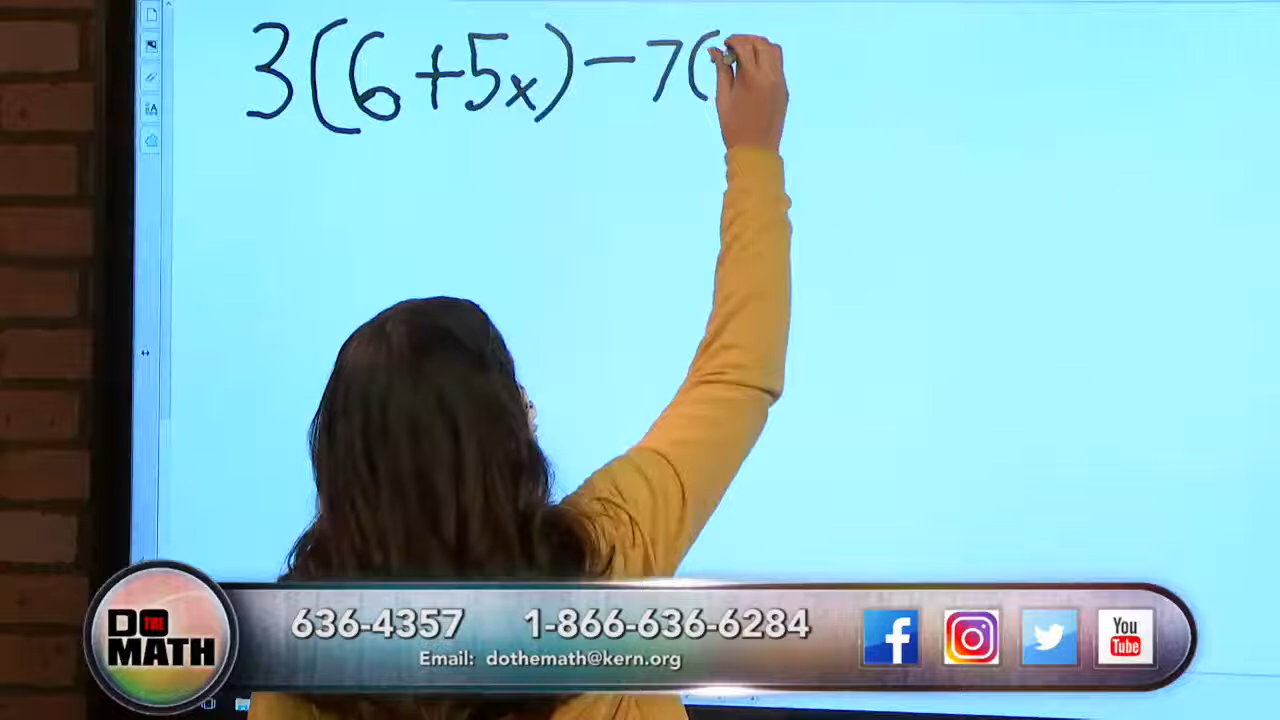 3(6+5x)-7(
DO THE MATH
636-4357 1-866-636-6284
Email: dothemath@kern.org
You Tube